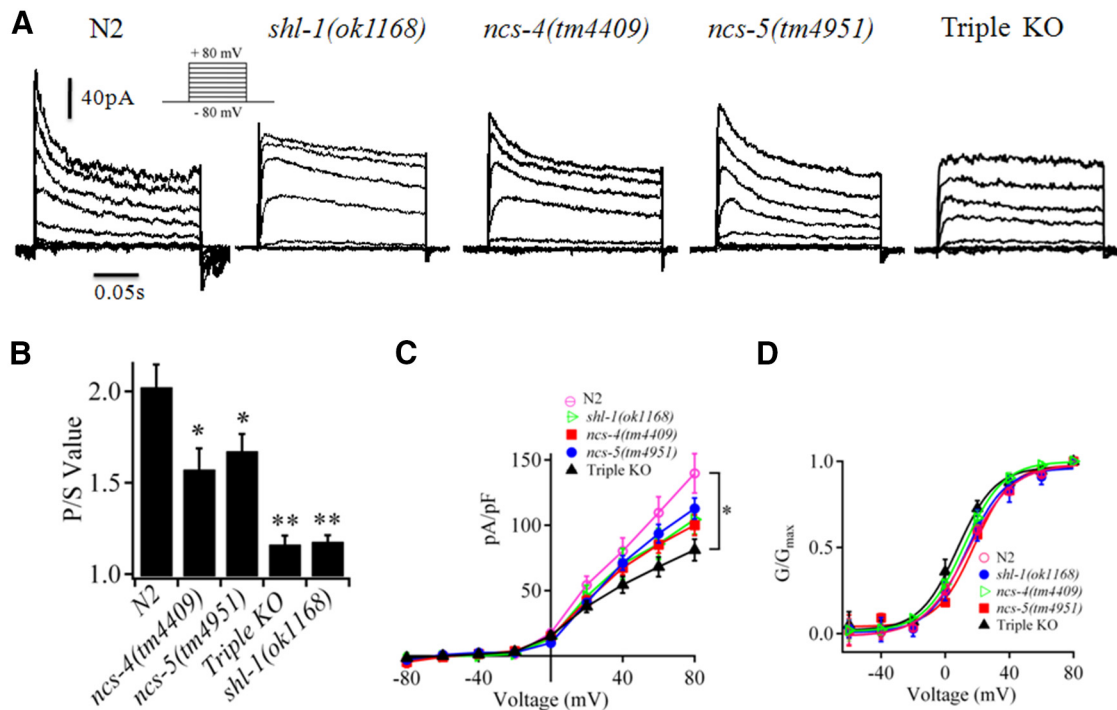 A
N2
shl-1(ok1168)
ncs-4(tm4409)
ncs-5(tm4951)
Triple KO
+ 80 mV
40pA
- 80 mV
0.05s
B
P/S Value
2.0
1.5
1.0
*
*
**
**
N2
ncs-4(tm4409)
ncs-5(tm4951)
Triple KO
shl-1(ok1168)
C
N2
shl-1(ok1168)
ncs-4(tm4409)
ncs-5(tm4951)
Triple KO
pA/pF
150
100
50
*
-80
-40
0
40
80
Voltage (mV)
D
G/Gmax
1.0
0.5
0.0
N2
shl-1(ok1168)
ncs-4(tm4409)
ncs-5(tm4951)
Triple KO
-40
0
40
80
Voltage (mV)